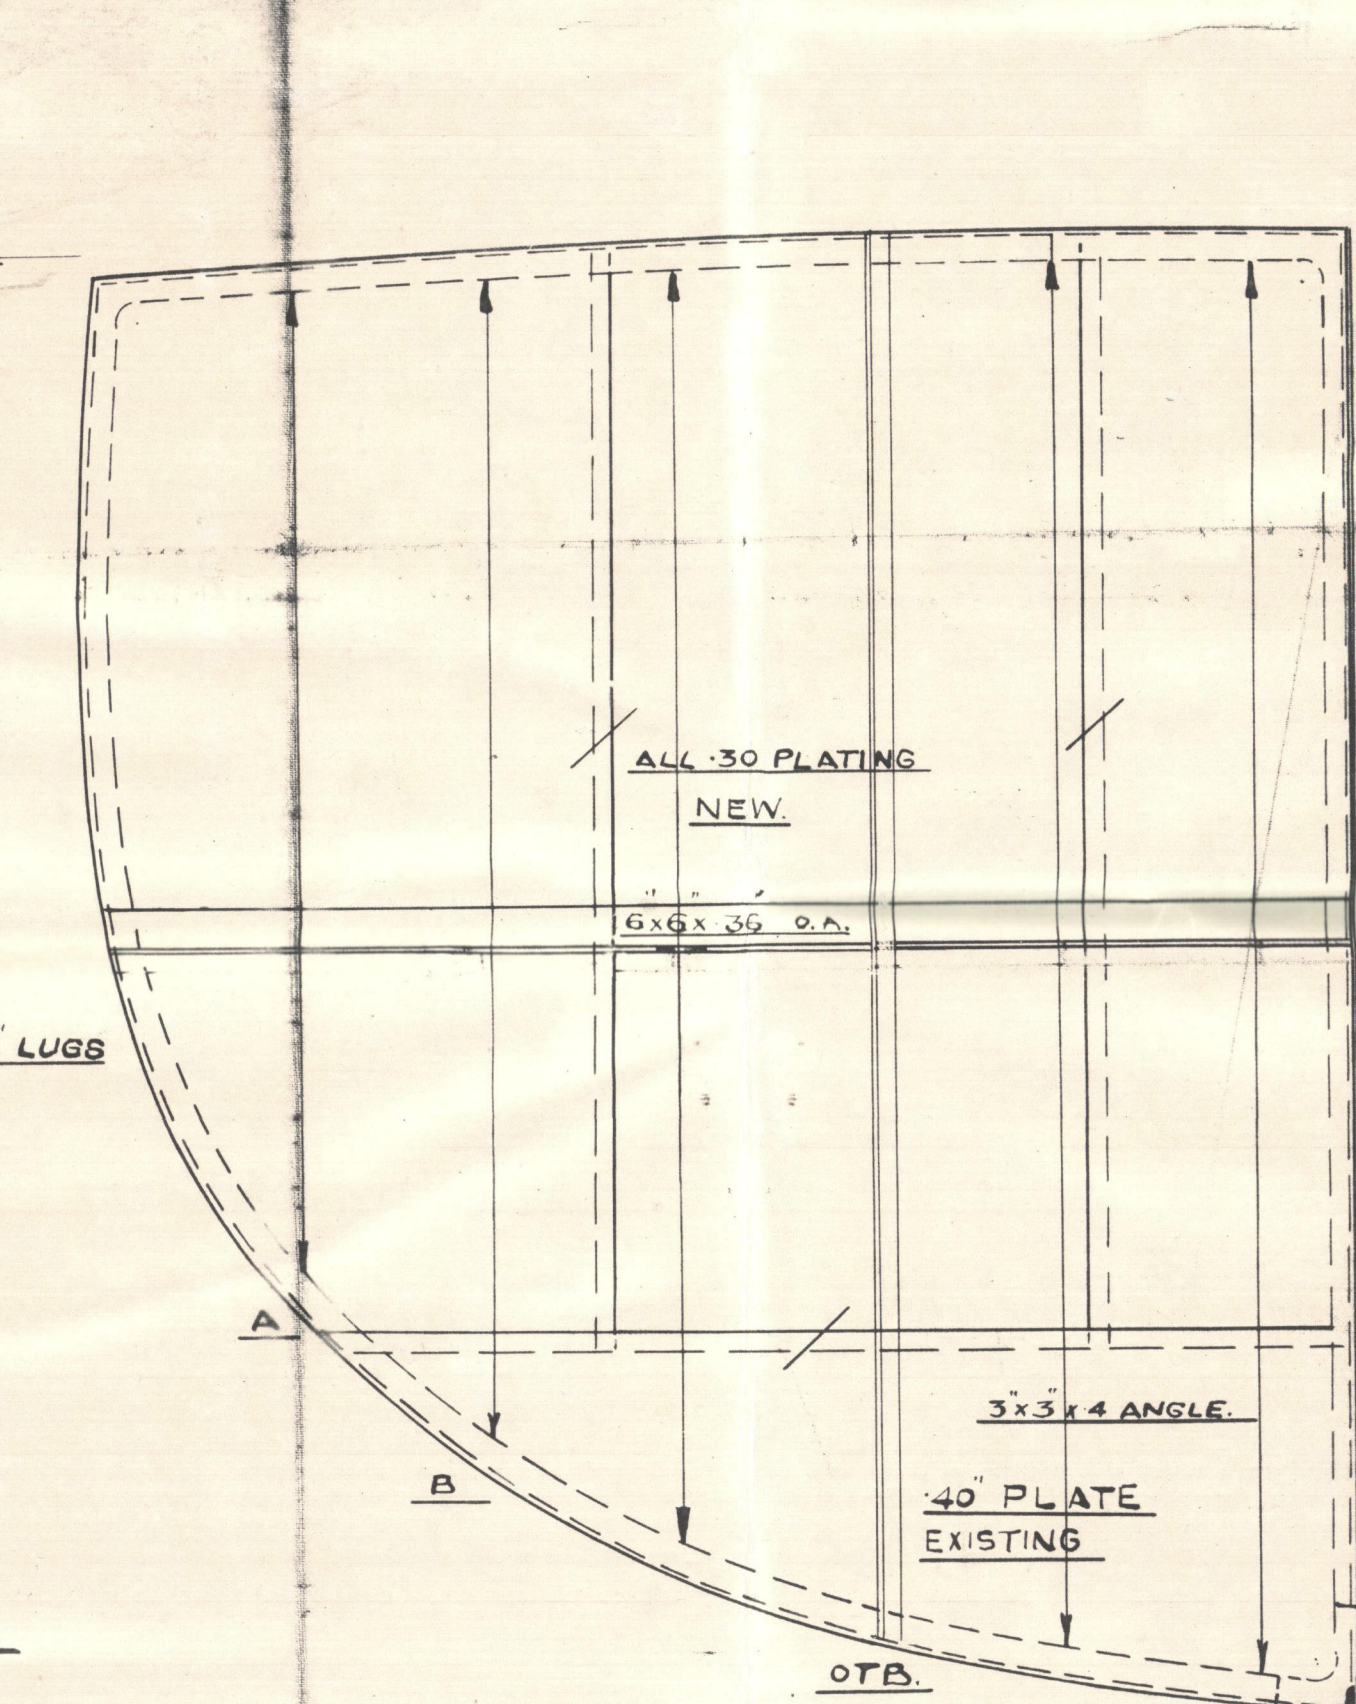 ALL ·30 PLATING
NEW.
6"x6"x·36" O.A.
" LUGS
A
3"x3"x·4 ANGLE.
B
·40" PLATE
EXISTING
OTB.